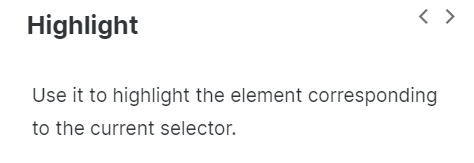 Highlight
Use it to highlight the element corresponding
to the current selector.